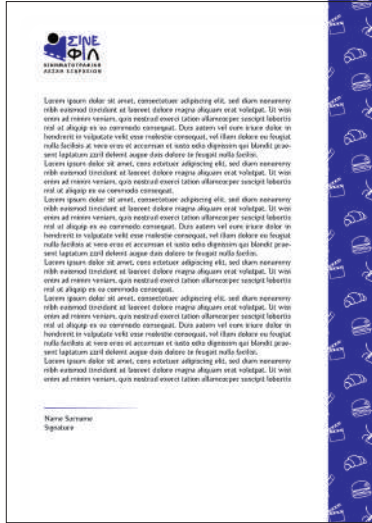 ΣΙΝΕ
ΦΙΛ
ΚΙΝΗΜΑΤΟΓΡΑΦΙΚΗ
ΛΕΣΧΗ ΕΞΑΡΧΕΙΩΝ
Lorem ipsum dolor sit amet, consectetuer adipiscing elit, sed diam nonummy
nibh euismod tincidunt ut laoreet dolore magna aliquam erat volutpat. Ut wisi
enim ad minim veniam, quis nostrud exerci tation ullamcorper suscipit lobortis
nisl ut aliquip ex ea commodo consequat. Duis autem vel eum iriure dolor in
hendrerit in vulputate velit esse molestie consequat, vel illum dolore eu feugiat
nulla facilisis at vero eros et accumsan et iusto odio dignissim qui blandit prae-
sent luptatum zzril delenit augue duis dolore te feugait nulla facilisi.
Lorem ipsum dolor sit amet, cons ectetuer adipiscing elit, sed diam nonummy
nibh euismod tincidunt ut laoreet dolore magna aliquam erat volutpat. Ut wisi
enim ad minim veniam, quis nostrud exerci tation ullamcorper suscipit lobortis
nisl ut aliquip ex ea commodo consequat.
Lorem ipsum dolor sit amet, consectetuer adipiscing elit, sed diam nonummy
nibh euismod tincidunt ut laoreet dolore magna aliquam erat volutpat. Ut wisi
enim ad minim veniam, quis nostrud exerci tation ullamcorper suscipit lobortis
nisl ut aliquip ex ea commodo consequat. Duis autem vel eum iriure dolor in
hendrerit in vulputate velit esse molestie consequat, vel illum dolore eu feugiat
nulla facilisis at vero eros et accumsan et iusto odio dignissim qui blandit prae-
sent luptatum zzril delenit augue duis dolore te feugait nulla facilisi.
Lorem ipsum dolor sit amet, cons ectetuer adipiscing elit, sed diam nonummy
nibh euismod tincidunt ut laoreet dolore magna aliquam erat volutpat. Ut wisi
enim ad minim veniam, quis nostrud exerci tation ullamcorper suscipit lobortis
nisl ut aliquip ex ea commodo consequat.
Lorem ipsum dolor sit amet, consectetuer adipiscing elit, sed diam nonummy
nibh euismod tincidunt ut laoreet dolore magna aliquam erat volutpat. Ut wisi
enim ad minim veniam, quis nostrud exerci tation ullamcorper suscipit lobortis
nisl ut aliquip ex ea commodo consequat. Duis autem vel eum iriure dolor in
hendrerit in vulputate velit esse molestie consequat, vel illum dolore eu feugiat
nulla facilisis at vero eros et accumsan et iusto odio dignissim qui blandit prae-
sent luptatum zzril delenit augue duis dolore te feugait nulla facilisi.
Lorem ipsum dolor sit amet, cons ectetuer adipiscing elit, sed diam nonummy
nibh euismod tincidunt ut laoreet dolore magna aliquam erat volutpat. Ut wisi
enim ad minim veniam, quis nostrud exerci tation ullamcorper suscipit lobortis
Name Surname
Signature